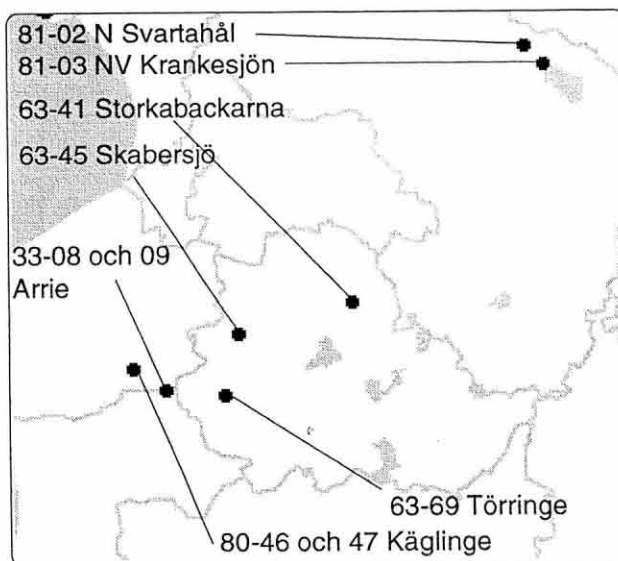 81-02 N Svartahål
81-03 NV Krankesjön
63-41 Storkabackarna
63-45 Skabersjö
33-08 och 09
Arrie
63-69 Törringe
80-46 och 47 Käglinge